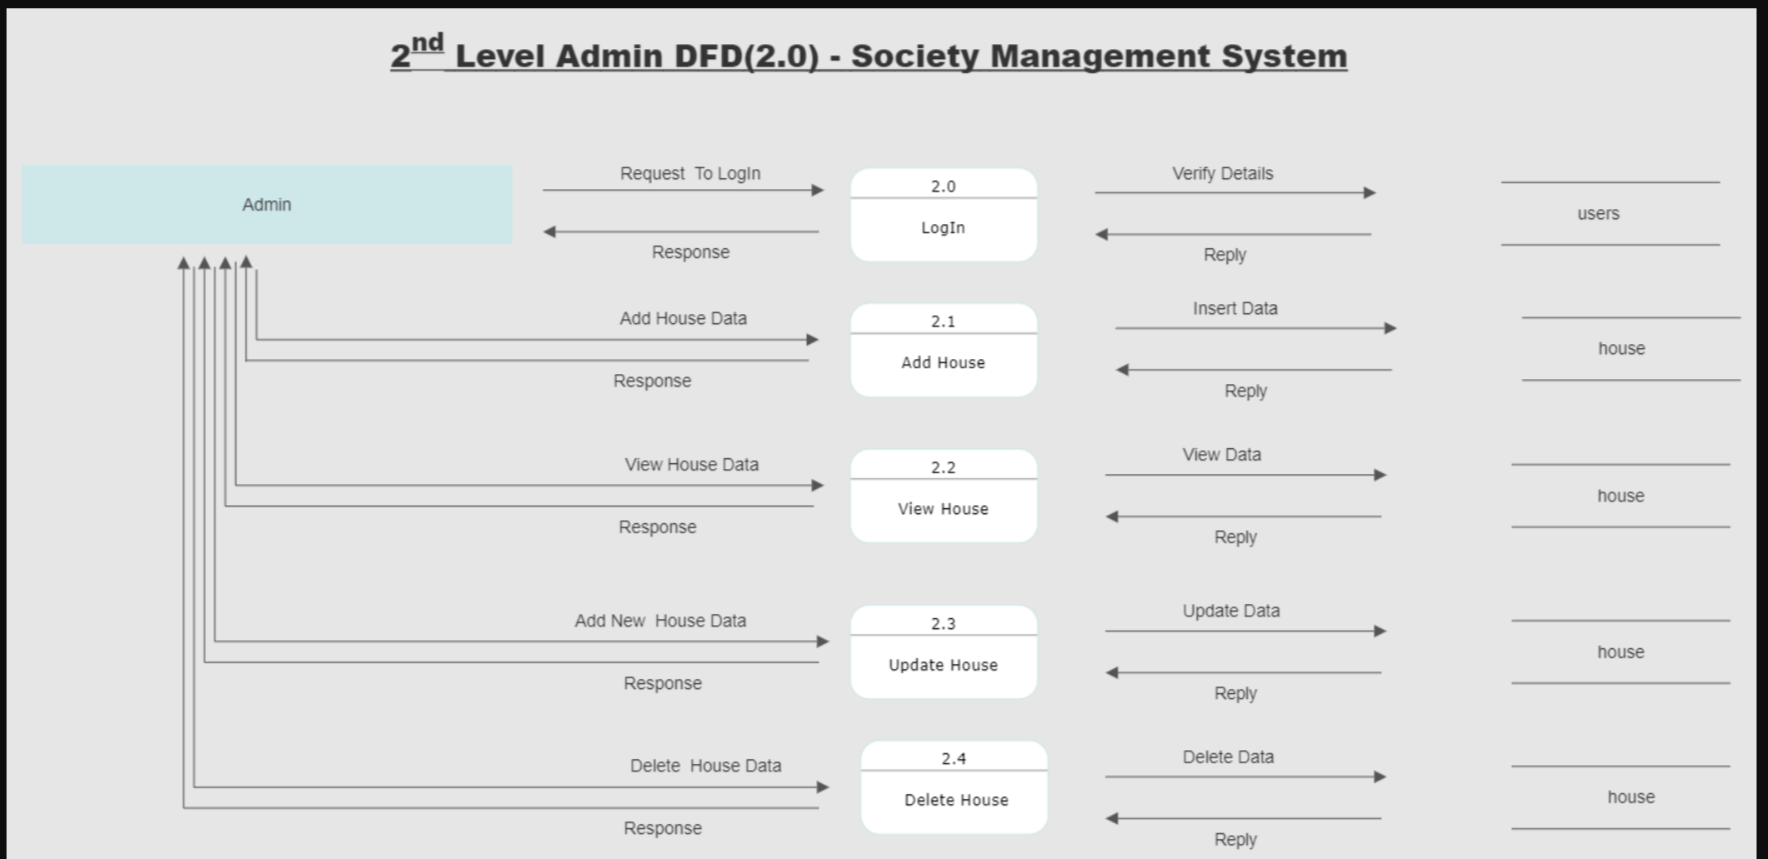 2nd Level Admin DFD(2.0) - Society Management System
Admin
Request To LogIn
Response
2.0
LogIn
Verify Details
Reply
users
Add House Data
Response
2.1
Add House
Insert Data
Reply
house
View House Data
Response
2.2
View House
View Data
Reply
house
Add New House Data
Response
2.3
Update House
Update Data
Reply
house
Delete House Data
Response
2.4
Delete House
Delete Data
Reply
house